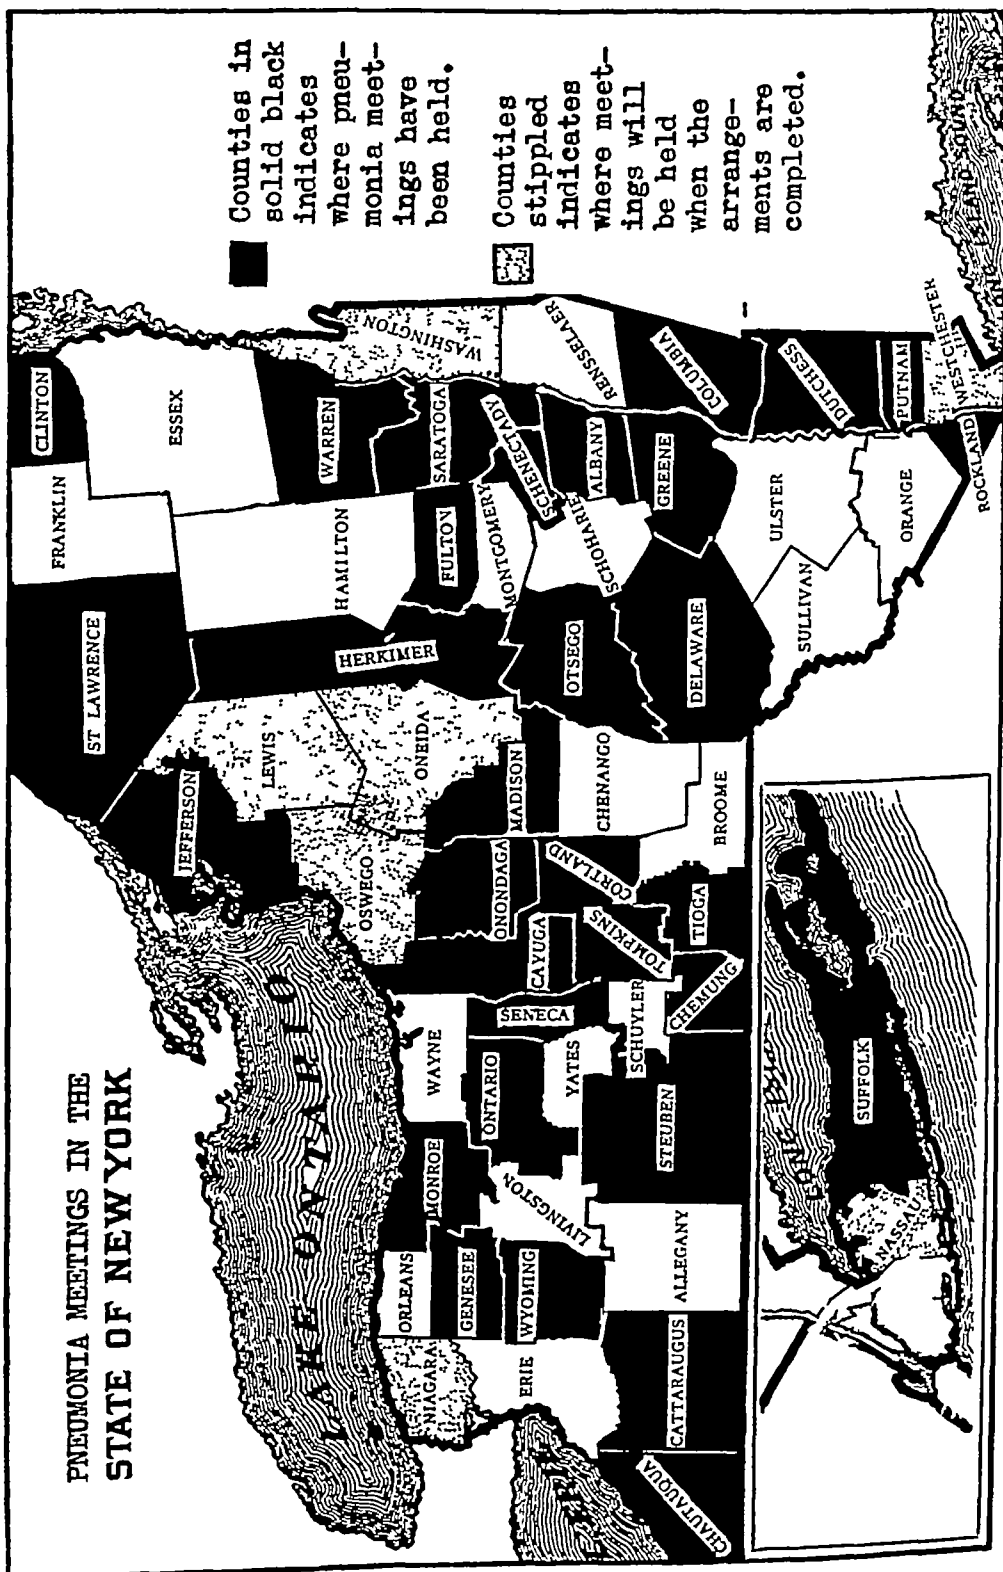 PNEUMONIA MEETINGS IN THE
STATE OF NEW YORK
Counties in
solid black
indicates
where pneu-
monia meet-
ings have
been held.
Counties
stippled
indicates
where meet-
ings will
be held
when the
arrange-
ments are
completed.
LAKE ONTARIO
CLINTON
FRANKLIN
ST LAWRENCE
ESSEX
JEFFERSON
LEWIS
HERKIMER
HAMILTON
WARREN
WASHINGTON
OSWEGO
ONEIDA
FULTON
SARATOGA
NIAGARA
ORLEANS
MONROE
WAYNE
ONONDAGA
MADISON
MONTGOMERY
SCHENECTADY
RENSSELAER
GENESEE
ONTARIO
SENECA
CAYUGA
ERIE
WYOMING
LIVINGSTON
YATES
CORTLAND
CHENANGO
OTSEGO
SCHOHARIE
ALBANY
TOMPKINS
SCHUYLER
COLUMBIA
GREENE
CHAUTAUQUA
CATTARAUGUS
ALLEGANY
STEUBEN
CHEMUNG
TIOGA
BROOME
DELAWARE
ULSTER
DUTCHESS
SULLIVAN
ORANGE
PUTNAM
WESTCHESTER
ROCKLAND
ISLAND SOUND
LONG
NASSAU
SUFFOLK